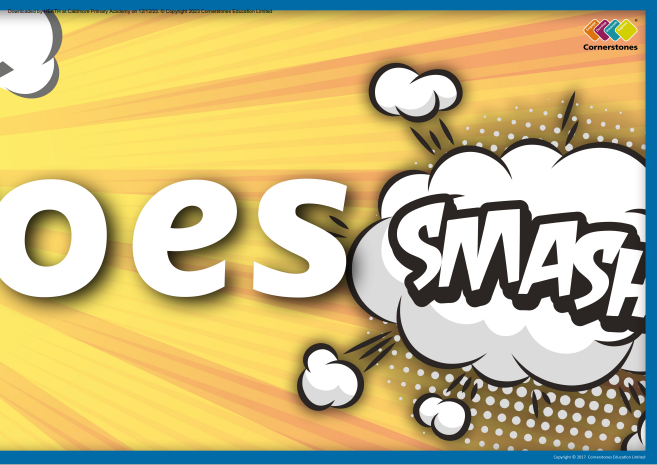 Downloaded by HEATH at Caldmore Primary Academy on 12/12/23. © Copyright 2023 Cornerstones Education Limited
Cornerstones
oes
SMASH
Copyright © 2017 Cornerstones Education Limited